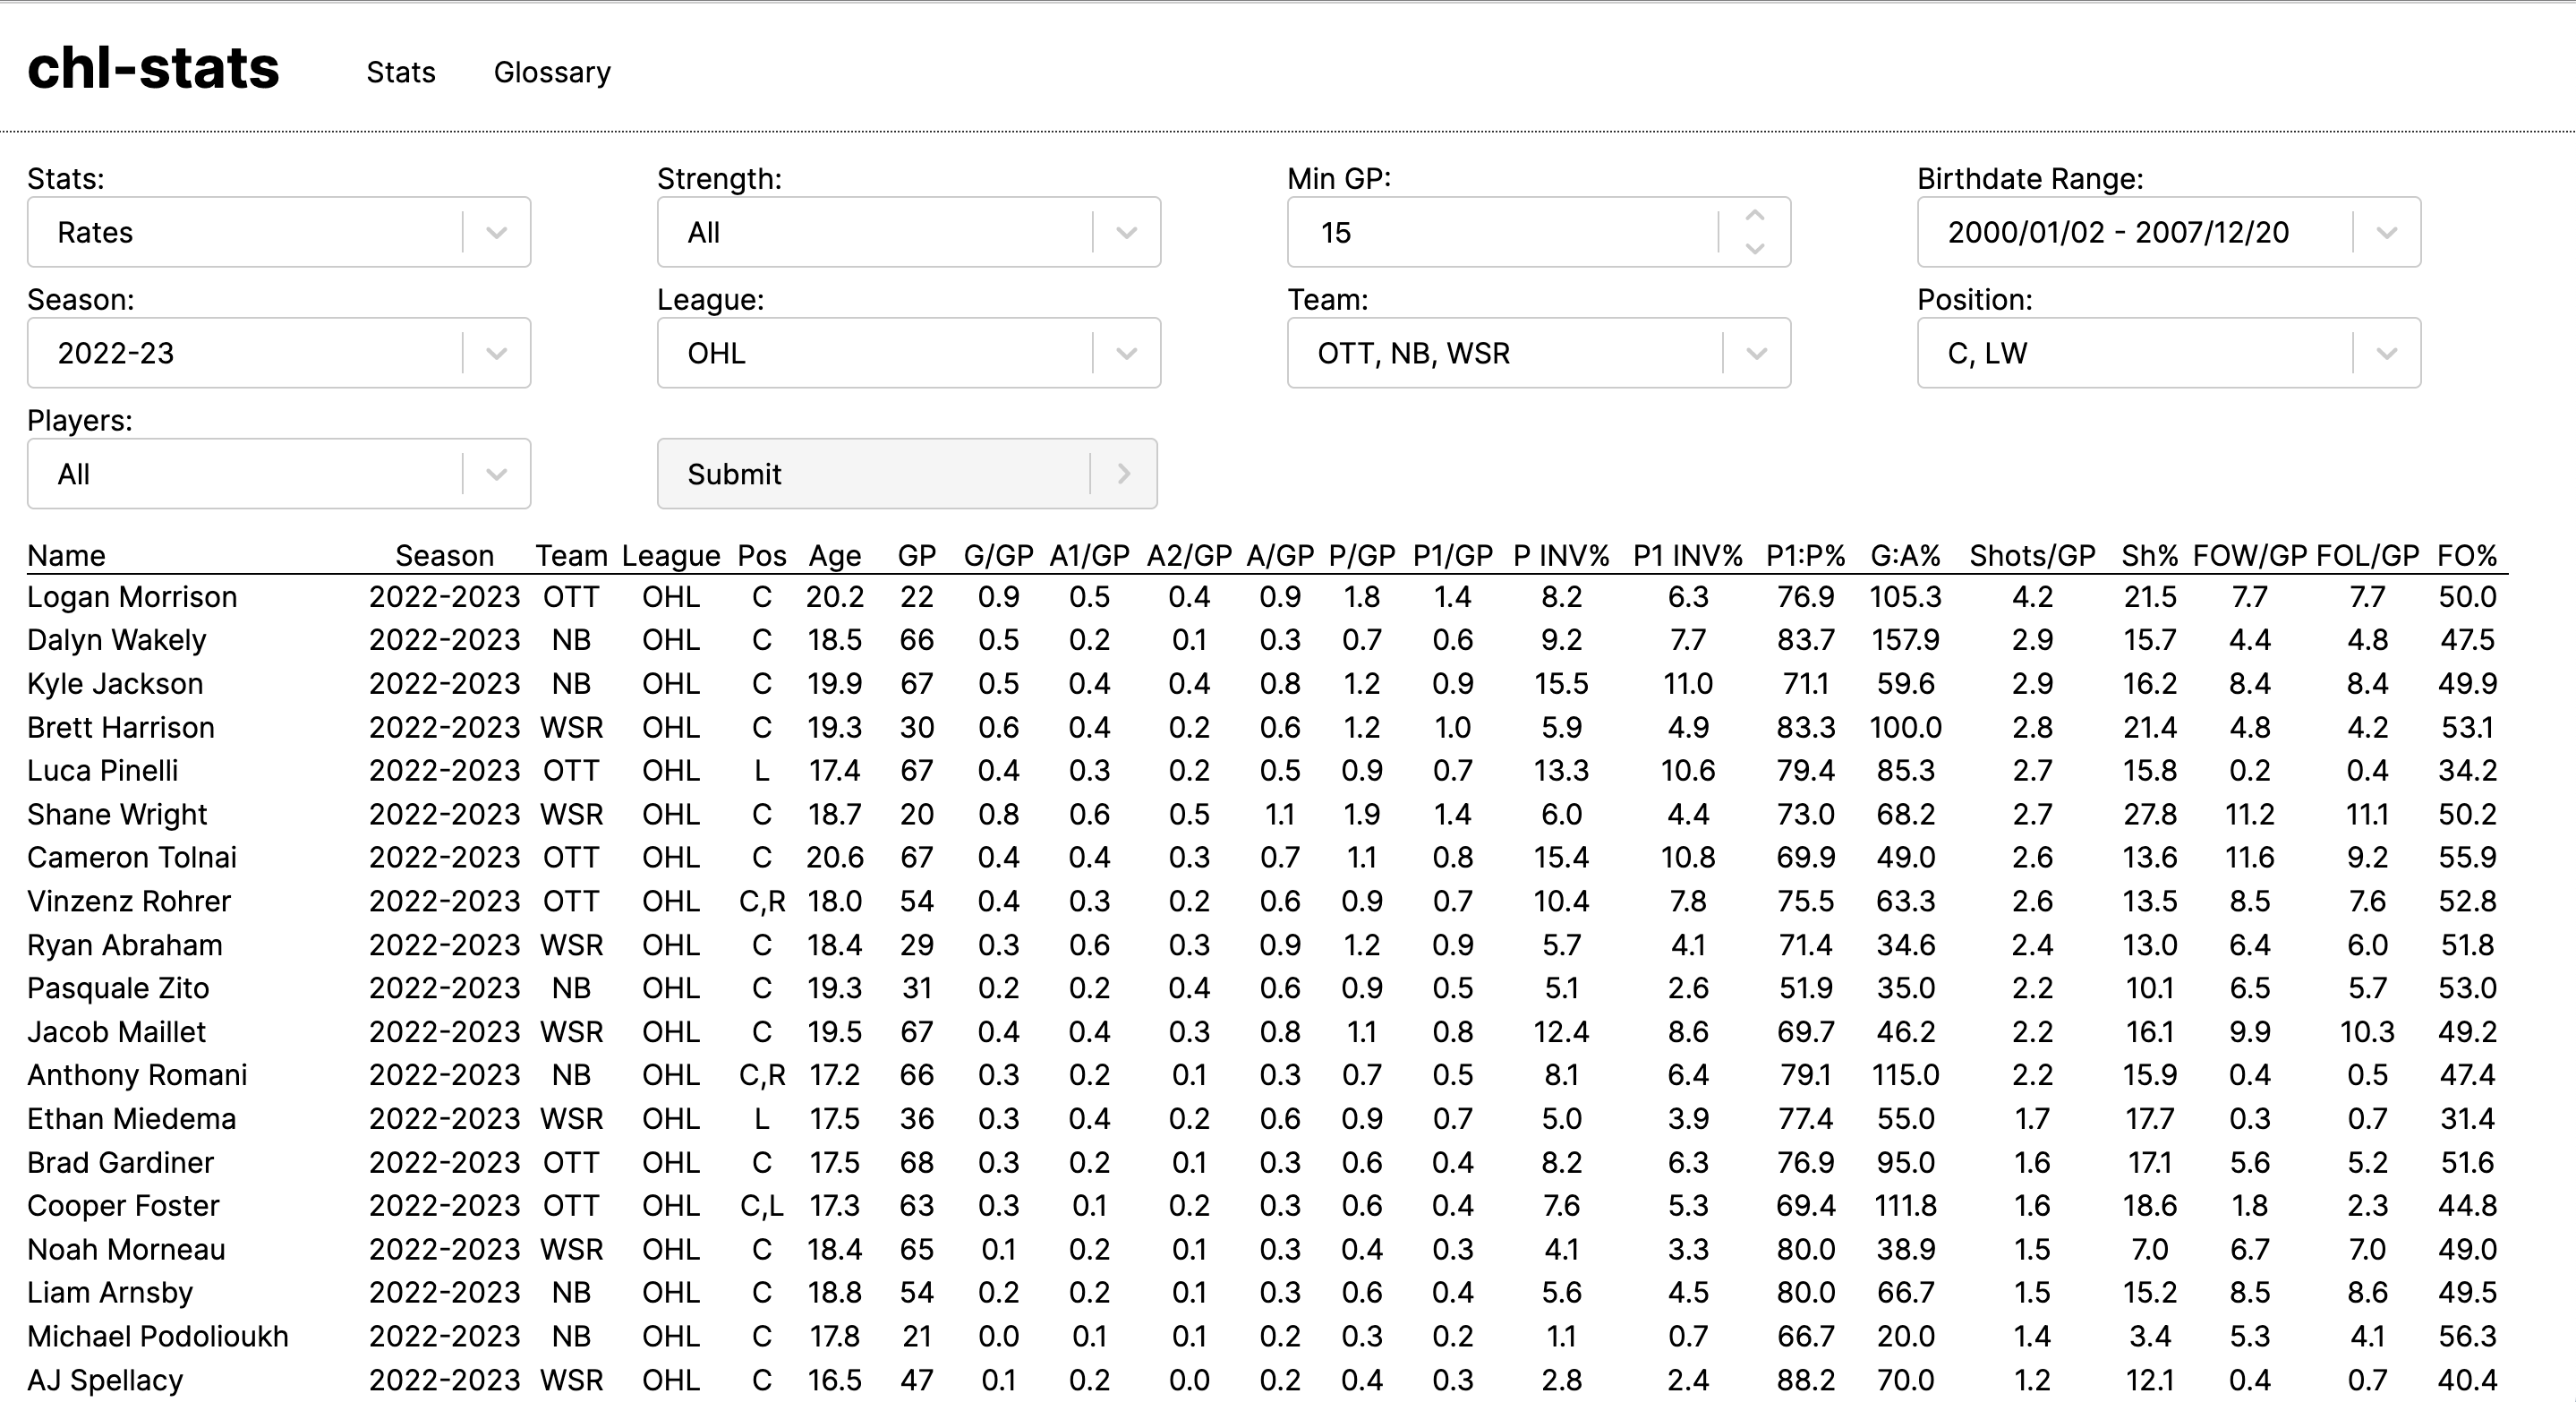 chl-stats Stats Glossary
Stats: Strength: Min GP: Birthdate Range:
Rates All 15 2000/01/02 - 2007/12/20
Season: League: Team: Position:
2022-23 OHL OTT, NB, WSR C, LW
Players:
All Submit
Name Season Team League Pos Age GP G/GP A1/GP A2/GP A/GP P/GP P1/GP P INV% P1 INV% P1:P% G:A% Shots/GP Sh% FOW/GP FOL/GP FO%
Logan Morrison 2022-2023 OTT OHL C 20.2 22 0.9 0.5 0.4 0.9 1.8 1.4 8.2 6.3 76.9 105.3 4.2 21.5 7.7 7.7 50.0
Dalyn Wakely 2022-2023 NB OHL C 18.5 66 0.5 0.2 0.1 0.3 0.7 0.6 9.2 7.7 83.7 157.9 2.9 15.7 4.4 4.8 47.5
Kyle Jackson 2022-2023 NB OHL C 19.9 67 0.5 0.4 0.4 0.8 1.2 0.9 15.5 11.0 71.1 59.6 2.9 16.2 8.4 8.4 49.9
Brett Harrison 2022-2023 WSR OHL C 19.3 30 0.6 0.4 0.2 0.6 1.2 1.0 5.9 4.9 83.3 100.0 2.8 21.4 4.8 4.2 53.1
Luca Pinelli 2022-2023 OTT OHL L 17.4 67 0.4 0.3 0.2 0.5 0.9 0.7 13.3 10.6 79.4 85.3 2.7 15.8 0.2 0.4 34.2
Shane Wright 2022-2023 WSR OHL C 18.7 20 0.8 0.6 0.5 1.1 1.9 1.4 6.0 4.4 73.0 68.2 2.7 27.8 11.2 11.1 50.2
Cameron Tolnai 2022-2023 OTT OHL C 20.6 67 0.4 0.4 0.3 0.7 1.1 0.8 15.4 10.8 69.9 49.0 2.6 13.6 11.6 9.2 55.9
Vinzenz Rohrer 2022-2023 OTT OHL C,R 18.0 54 0.4 0.3 0.2 0.6 0.9 0.7 10.4 7.8 75.5 63.3 2.6 13.5 8.5 7.6 52.8
Ryan Abraham 2022-2023 WSR OHL C 18.4 29 0.3 0.6 0.3 0.9 1.2 0.9 5.7 4.1 71.4 34.6 2.4 13.0 6.4 6.0 51.8
Pasquale Zito 2022-2023 NB OHL C 19.3 31 0.2 0.2 0.4 0.6 0.9 0.5 5.1 2.6 51.9 35.0 2.2 10.1 6.5 5.7 53.0
Jacob Maillet 2022-2023 WSR OHL C 19.5 67 0.4 0.4 0.3 0.8 1.1 0.8 12.4 8.6 69.7 46.2 2.2 16.1 9.9 10.3 49.2
Anthony Romani 2022-2023 NB OHL C,R 17.2 66 0.3 0.2 0.1 0.3 0.7 0.5 8.1 6.4 79.1 115.0 2.2 15.9 0.4 0.5 47.4
Ethan Miedema 2022-2023 WSR OHL L 17.5 36 0.3 0.4 0.2 0.6 0.9 0.7 5.0 3.9 77.4 55.0 1.7 17.7 0.3 0.7 31.4
Brad Gardiner 2022-2023 OTT OHL C 17.5 68 0.3 0.2 0.1 0.3 0.6 0.4 8.2 6.3 76.9 95.0 1.6 17.1 5.6 5.2 51.6
Cooper Foster 2022-2023 OTT OHL C,L 17.3 63 0.3 0.1 0.2 0.3 0.6 0.4 7.6 5.3 69.4 111.8 1.6 18.6 1.8 2.3 44.8
Noah Morneau 2022-2023 WSR OHL C 18.4 65 0.1 0.2 0.1 0.3 0.4 0.3 4.1 3.3 80.0 38.9 1.5 7.0 6.7 7.0 49.0
Liam Arnsby 2022-2023 NB OHL C 18.8 54 0.2 0.2 0.1 0.3 0.6 0.4 5.6 4.5 80.0 66.7 1.5 15.2 8.5 8.6 49.5
Michael Podolioukh 2022-2023 NB OHL C 17.8 21 0.0 0.1 0.1 0.2 0.3 0.2 1.1 0.7 66.7 20.0 1.4 3.4 5.3 4.1 56.3
AJ Spellacy 2022-2023 WSR OHL C 16.5 47 0.1 0.2 0.0 0.2 0.4 0.3 2.8 2.4 88.2 70.0 1.2 12.1 0.4 0.7 40.4